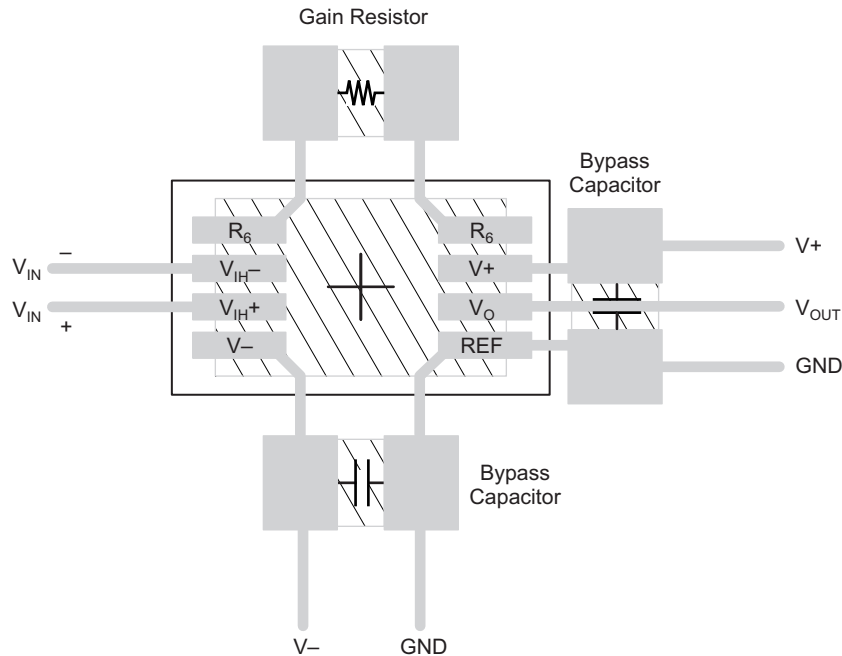 Gain Resistor
Bypass
Capacitor
R6
R6
–
VIN
VIH–
V+
V+
VIN
+
VIH+
VO
VOUT
V–
REF
GND
Bypass
Capacitor
V–
GND